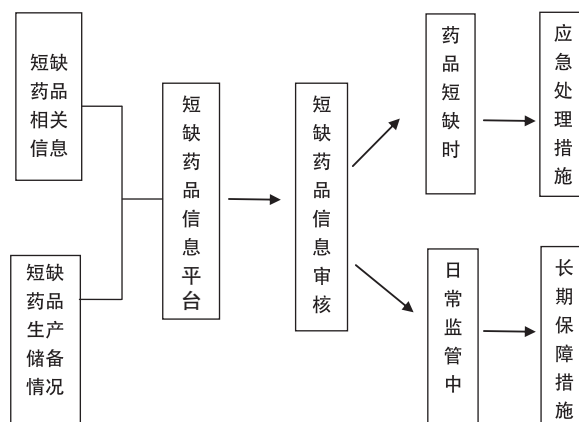 短缺
药品
相关
信息
短缺
药品
生产
储备
情况
短缺药品信息平台
短缺药品信息审核
药品短缺时
应急处理措施
日常监管中
长期保障措施